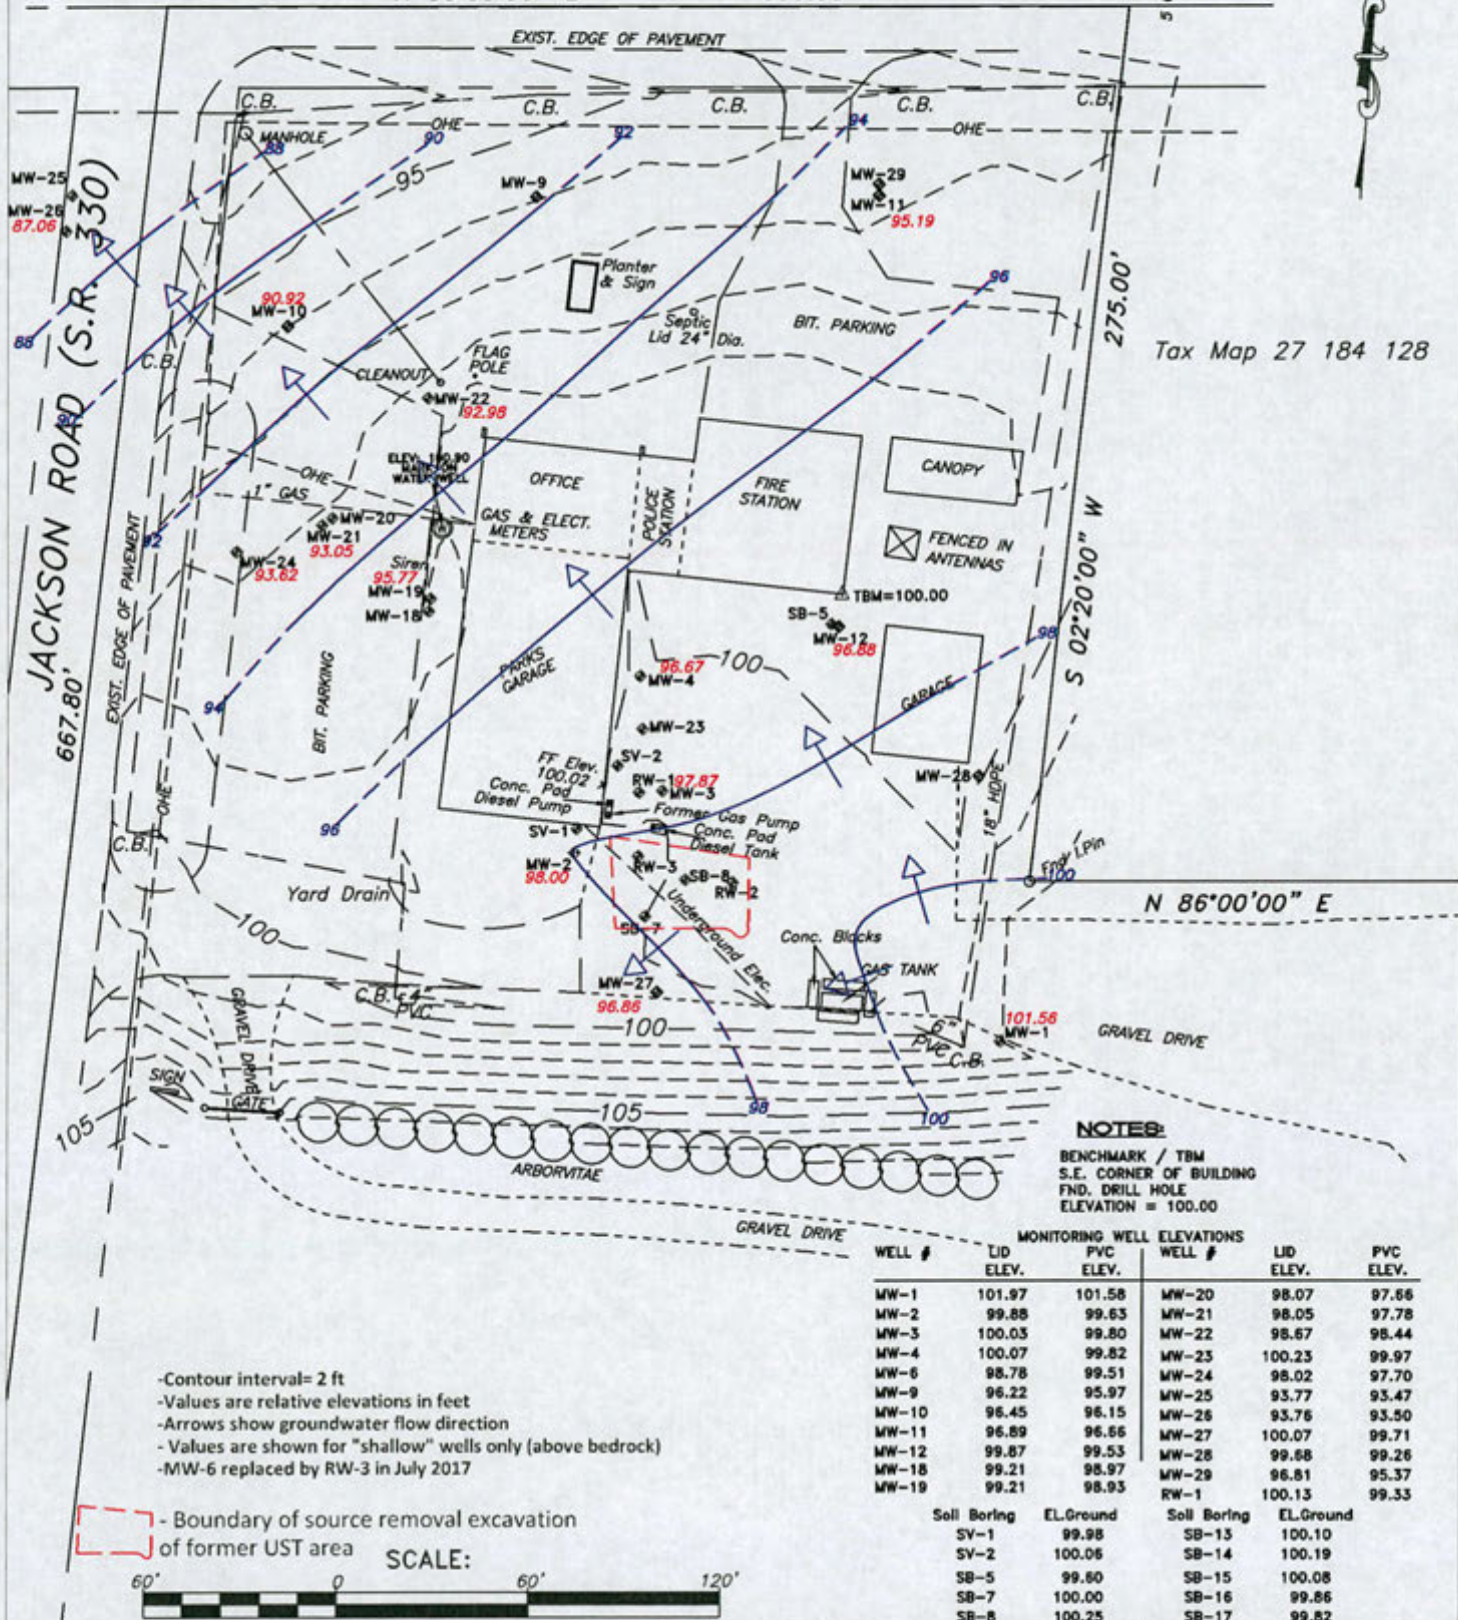 EXIST. EDGE OF PAVEMENT
5
C.B.
C.B.
C.B.
C.B.
C.B.
MANHOLE
OHE
OHE
88
90
92
94
95
MW-25
MW-26
87.06
MW-9
MW-29
MW-11
95.19
JACKSON ROAD (S.R. 330)
667.80'
275.00'
S 02°20'00" W
Tax Map 27 184 128
Planter
& Sign
Septic
Lid 24" Dia.
BIT. PARKING
96
90.92
MW-10
88
C.B.
CLEANOUT
FLAG
POLE
MW-22
92.98
90
OHE
1" GAS
WATER WELL
OFFICE
GAS & ELECT.
METERS
POLICE
STATION
FIRE
STATION
CANOPY
FENCED IN
ANTENNAS
TBM=100.00
MW-20
MW-21
93.05
MW-24
93.62
92
Siren
95.77
MW-19
MW-18
EXIST. EDGE OF PAVEMENT
SB-5
MW-12
96.88
98
PARKS
GARAGE
BIT. PARKING
96.67
MW-4
100
MW-23
GARAGE
94
SV-2
FF Elev.
100.02
RW-1
97.87
MW-3
Conc. Pad
Diesel Pump
Former Gas Pump
Conc. Pad
Diesel Tank
MW-28
18" HDPE
96
OHE
C.B.
SV-1
MW-2
98.00
RW-3
SB-8
RW-2
Fnd I.Pin
100
N 86°00'00" E
Yard Drain
100
SB-7
Underground Elec.
Conc. Blocks
GAS TANK
MW-27
96.86
C.B. 4"
PVC
GRAVEL DRIVE
100
6"
PVC
C.B.
101.56
MW-1
GRAVEL DRIVE
SIGN
GATE
105
105
98
100
ARBORVITAE
GRAVEL DRIVE
NOTES:
BENCHMARK / TBM
S.E. CORNER OF BUILDING
FND. DRILL HOLE
ELEVATION = 100.00
MONITORING WELL ELEVATIONS
WELL # LID ELEV. PVC ELEV. WELL # LID ELEV. PVC ELEV.
MW-1 101.97 101.58 MW-20 98.07 97.66
MW-2 99.88 99.63 MW-21 98.05 97.78
MW-3 100.03 99.80 MW-22 98.67 98.44
MW-4 100.07 99.82 MW-23 100.23 99.97
MW-6 98.78 99.51 MW-24 98.02 97.70
MW-9 96.22 95.97 MW-25 93.77 93.47
MW-10 96.45 96.15 MW-26 93.76 93.50
MW-11 96.89 96.66 MW-27 100.07 99.71
MW-12 99.87 99.53 MW-28 99.68 99.26
MW-18 99.21 98.97 MW-29 96.81 95.37
MW-19 99.21 98.93 RW-1 100.13 99.33
Soil Boring EL.Ground Soil Boring EL.Ground
SV-1 99.98 SB-13 100.10
SV-2 100.06 SB-14 100.19
SB-5 99.60 SB-15 100.08
SB-7 100.00 SB-16 99.86
SB-8 100.25 SB-17 99.82
-Contour interval= 2 ft
-Values are relative elevations in feet
-Arrows show groundwater flow direction
- Values are shown for "shallow" wells only (above bedrock)
-MW-6 replaced by RW-3 in July 2017
- Boundary of source removal excavation
of former UST area
SCALE:
60' 0 60' 120'